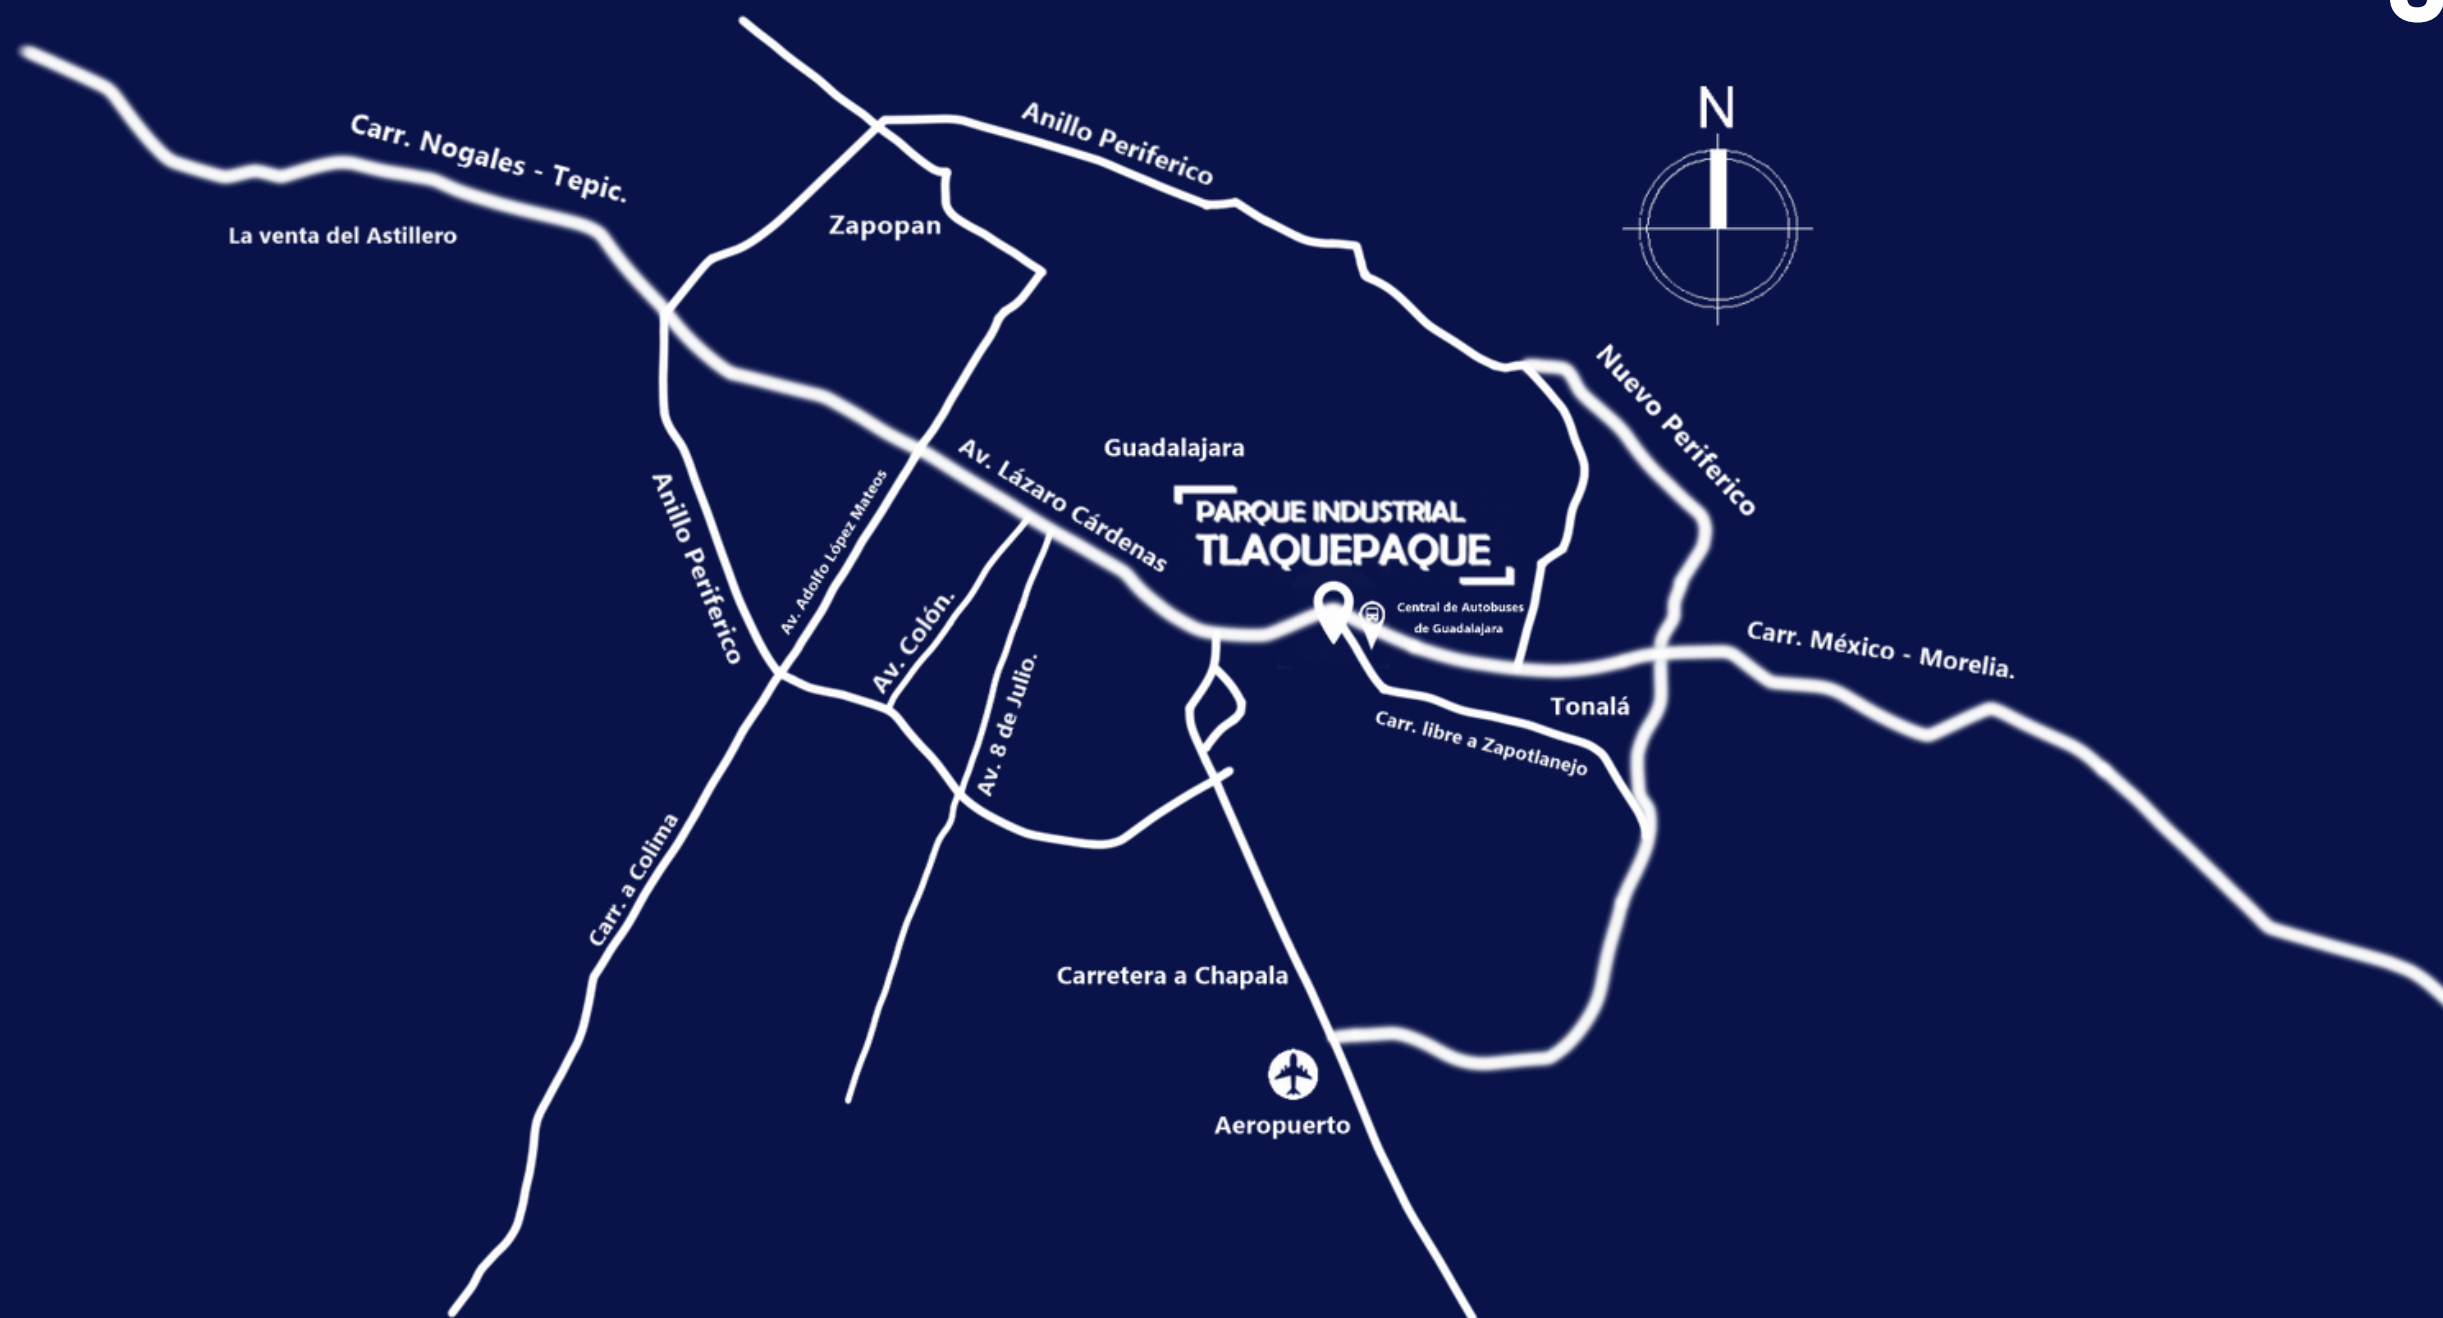 N
Anillo Periferico
Carr. Nogales - Tepic.
La venta del Astillero
Zapopan
Nuevo Periferico
Guadalajara
Av. Lázaro Cárdenas
PARQUE INDUSTRIAL
TLAQUEPAQUE
Anillo Periferico
Av. Adolfo López Mateos
Av. Colón.
Central de Autobuses
de Guadalajara
Carr. México - Morelia.
Av. 8 de Julio.
Tonalá
Carr. libre a Zapotlanejo
Carr. a Colima
Carretera a Chapala
Aeropuerto